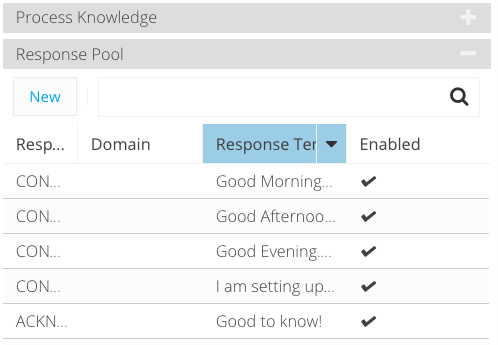 Process Knowledge
Response Pool
New
Resp... Domain Response Ter Enabled
CON... Good Morning...
CON... Good Afternoo...
CON... Good Evening....
CON... I am setting up...
ACKN... Good to know!